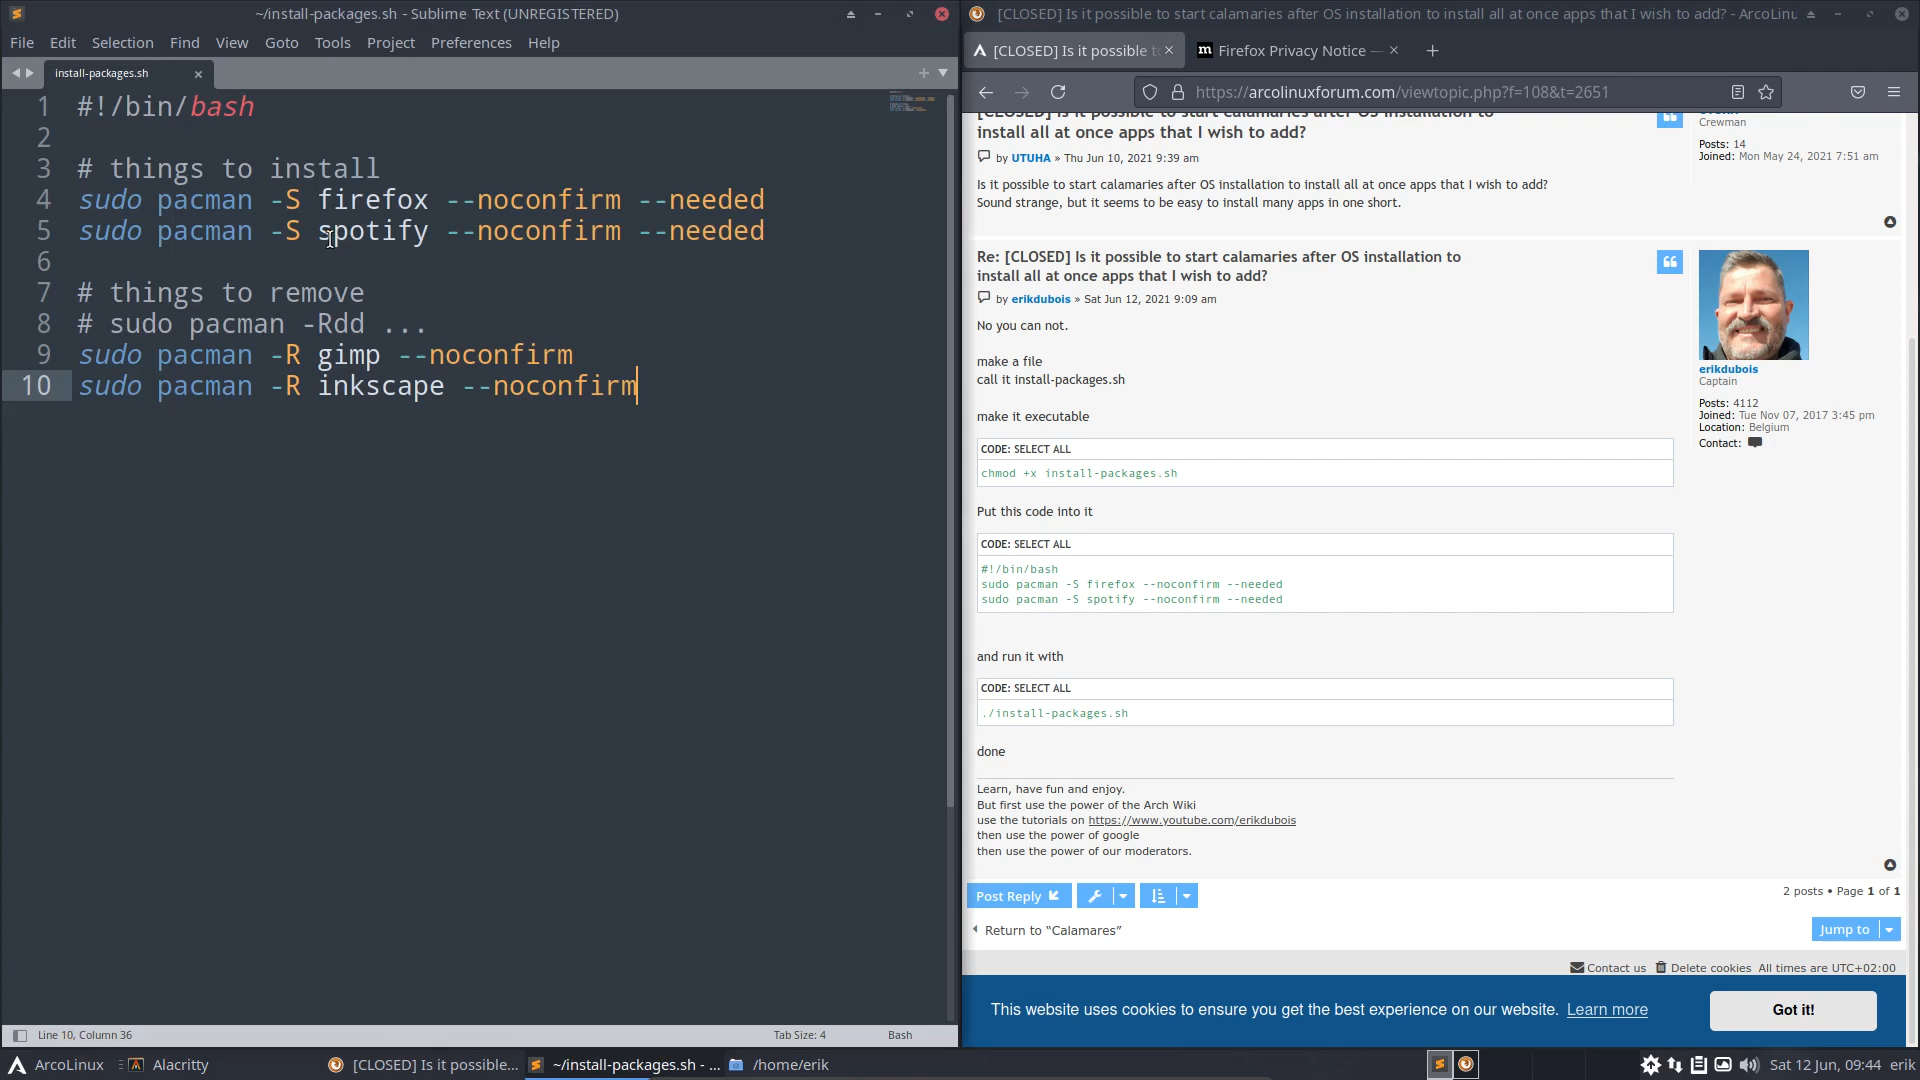 ~/install-packages.sh - Sublime Text (UNREGISTERED)
File Edit Selection Find View Goto Tools Project Preferences Help
install-packages.sh
1 #!/bin/bash
2
3 # things to install
4 sudo pacman -S firefox --noconfirm --needed
5 sudo pacman -S spotify --noconfirm --needed
6
7 # things to remove
8 # sudo pacman -Rdd ...
9 sudo pacman -R gimp --noconfirm
10 sudo pacman -R inkscape --noconfirm
Line 10, Column 36
Tab Size: 4
Bash
[CLOSED] Is it possible to start calamaries after OS installation to install all at once apps that I wish to add? - ArcoLinu
[CLOSED] Is it possible to
Firefox Privacy Notice —
https://arcolinuxforum.com/viewtopic.php?f=108&t=2651
[CLOSED] Is it possible to start calamaries after OS installation to
install all at once apps that I wish to add?
by UTUHA » Thu Jun 10, 2021 9:39 am
Is it possible to start calamaries after OS installation to install all at once apps that I wish to add?
Sound strange, but it seems to be easy to install many apps in one short.
Crewman
Posts: 14
Joined: Mon May 24, 2021 7:51 am
Re: [CLOSED] Is it possible to start calamaries after OS installation to
install all at once apps that I wish to add?
by erikdubois » Sat Jun 12, 2021 9:09 am
No you can not.
make a file
call it install-packages.sh
make it executable
CODE: SELECT ALL
chmod +x install-packages.sh
Put this code into it
CODE: SELECT ALL
#!/bin/bash
sudo pacman -S firefox --noconfirm --needed
sudo pacman -S spotify --noconfirm --needed
and run it with
CODE: SELECT ALL
./install-packages.sh
done
Learn, have fun and enjoy.
But first use the power of the Arch Wiki
use the tutorials on https://www.youtube.com/erikdubois
then use the power of google
then use the power of our moderators.
erikdubois
Captain
Posts: 4112
Joined: Tue Nov 07, 2017 3:45 pm
Location: Belgium
Contact:
Post Reply
2 posts • Page 1 of 1
Return to “Calamares”
Jump to
Contact us Delete cookies All times are UTC+02:00
This website uses cookies to ensure you get the best experience on our website. Learn more
Got it!
ArcoLinux
Alacritty
[CLOSED] Is it possible...
~/install-packages.sh - ...
/home/erik
Sat 12 Jun, 09:44 erik